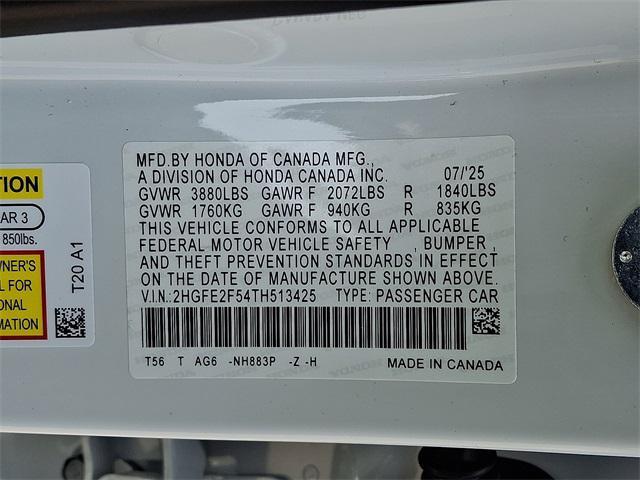 MFD.BY HONDA OF CANADA MFG.,
A DIVISION OF HONDA CANADA INC. 07/'25
GVWR 3880LBS GAWR F 2072LBS R 1840LBS
GVWR 1760KG GAWR F 940KG R 835KG
THIS VEHICLE CONFORMS TO ALL APPLICABLE
FEDERAL MOTOR VEHICLE SAFETY , BUMPER ,
AND THEFT PREVENTION STANDARDS IN EFFECT
ON THE DATE OF MANUFACTURE SHOWN ABOVE.
V.I.N.:2HGFE2F54TH513425 TYPE: PASSENGER CAR
T56 T AG6 -NH883P -Z -H MADE IN CANADA
TION
AR 3
850lbs.
WNER'S
L FOR
ONAL
MATION
T20 A1